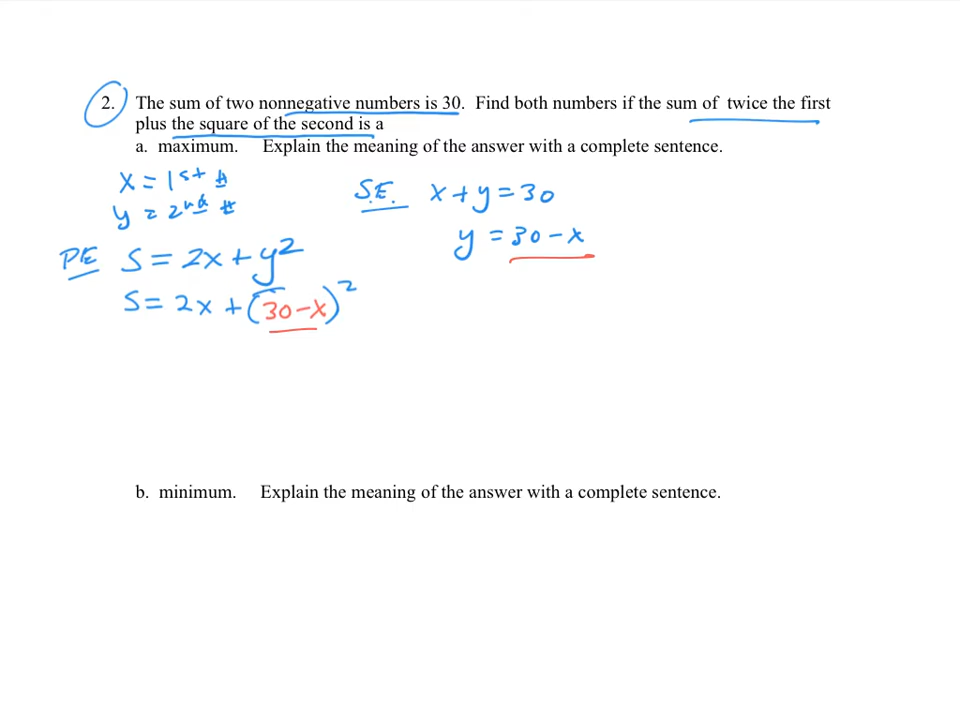 2. The sum of two nonnegative numbers is 30. Find both numbers if the sum of twice the first
plus the square of the second is a
a. maximum. Explain the meaning of the answer with a complete sentence.
x = 1st #
y = 2nd #
S.E. x + y = 30
y = 30 - x
PE S = 2x + y²
S = 2x + (30 - x)²
b. minimum. Explain the meaning of the answer with a complete sentence.